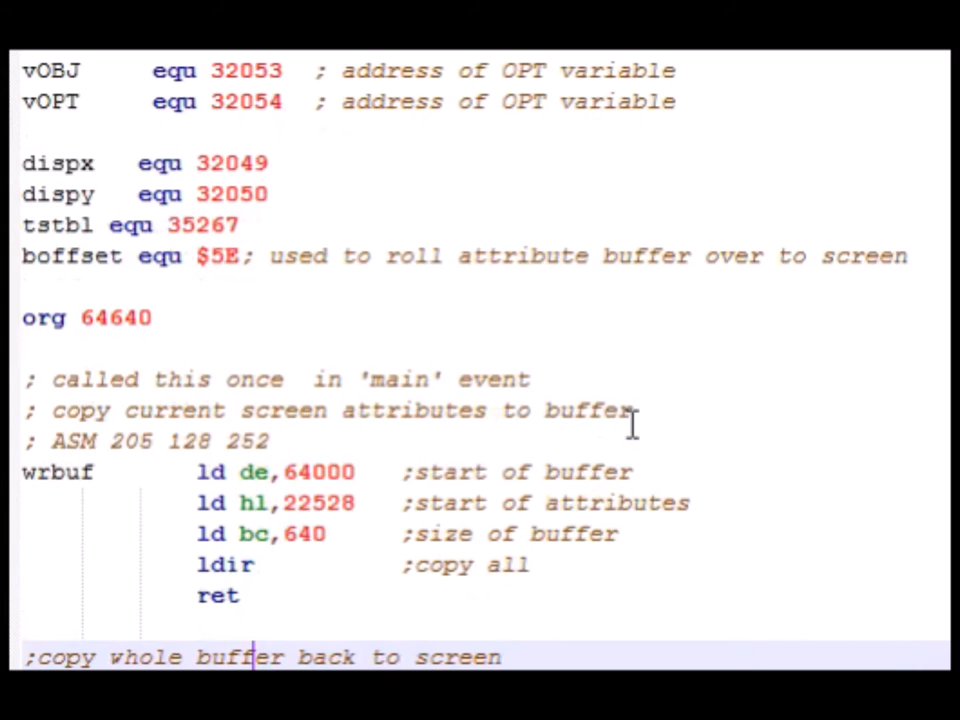 vOBJ equ 32053 ; address of OPT variable
vOPT equ 32054 ; address of OPT variable
dispx equ 32049
dispy equ 32050
tstbl equ 35267
boffset equ $5E; used to roll attribute buffer over to screen
org 64640
; called this once in 'main' event
; copy current screen attributes to buffer
; ASM 205 128 252
wrbuf ld de,64000 ;start of buffer
ld hl,22528 ;start of attributes
ld bc,640 ;size of buffer
ldir ;copy all
ret
;copy whole buffer back to screen